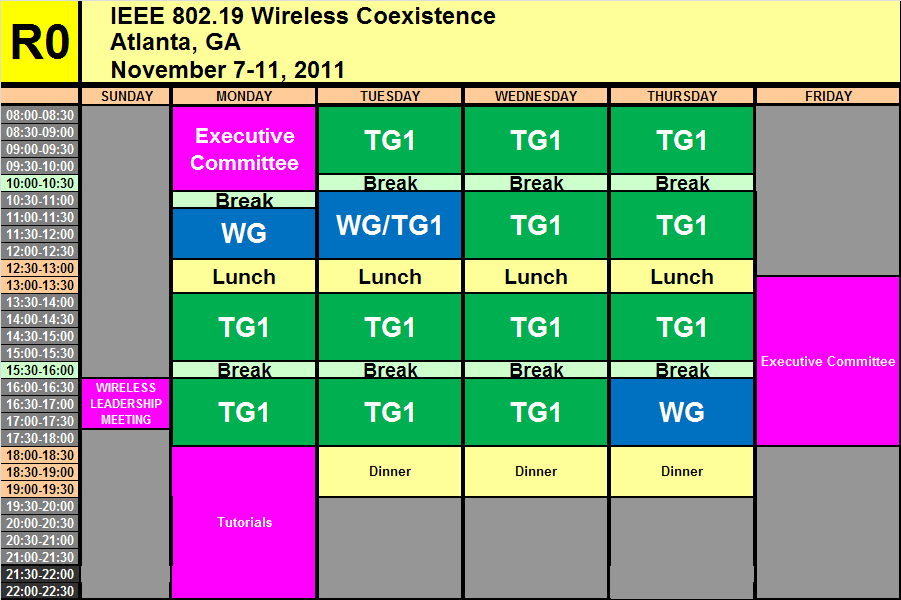 R0
IEEE 802.19 Wireless Coexistence
Atlanta, GA
November 7-11, 2011
SUNDAY MONDAY TUESDAY WEDNESDAY THURSDAY FRIDAY
08:00-08:30
08:30-09:00
09:00-09:30
09:30-10:00
10:00-10:30
10:30-11:00
11:00-11:30
11:30-12:00
12:00-12:30
12:30-13:00
13:00-13:30
13:30-14:00
14:00-14:30
14:30-15:00
15:00-15:30
15:30-16:00
16:00-16:30
16:30-17:00
17:00-17:30
17:30-18:00
18:00-18:30
18:30-19:00
19:00-19:30
19:30-20:00
20:00-20:30
20:30-21:00
21:00-21:30
21:30-22:00
22:00-22:30
WIRELESS
LEADERSHIP
MEETING
Executive
Committee
Break
WG
Lunch
TG1
Break
TG1
Tutorials
TG1
Break
WG/TG1
Lunch
TG1
Break
TG1
Dinner
TG1
Break
TG1
Lunch
TG1
Break
TG1
Dinner
TG1
Break
TG1
Lunch
TG1
Break
WG
Dinner
Executive Committee